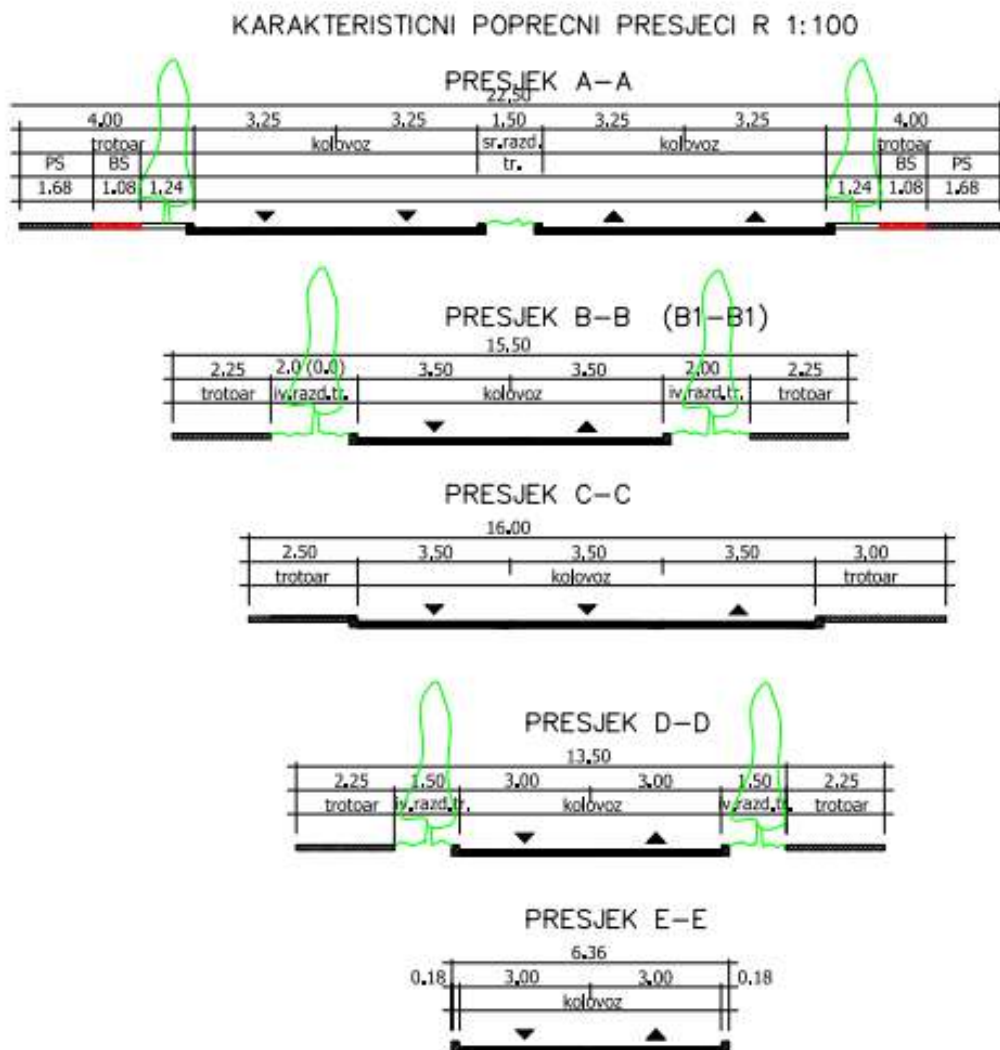 KARAKTERISTICNI POPRECNI PRESJECI R 1:100
PRESJEK A-A
22,50
4.00 3.25 3.25 1.50 3.25 3.25 4.00
trotoar kolovoz sr.razd. kolovoz trotoar
PS BS tr. BS PS
1.68 1.08 1.24 1.24 1.08 1.68
PRESJEK B-B (B1-B1)
15.50
2.25 2.0 (0.0) 3.50 3.50 2.00 2.25
trotoar iv.razd.tr. kolovoz iv.razd.tr. trotoar
PRESJEK C-C
16.00
2.50 3,50 3,50 3,50 3,00
trotoar kolovoz trotoar
PRESJEK D-D
13.50
2.25 1.50 3.00 3.00 1.50 2.25
trotoar iv.razd.tr. kolovoz iv.razd.tr. trotoar
PRESJEK E-E
6.36
0.18 3.00 3.00 0.18
kolovoz